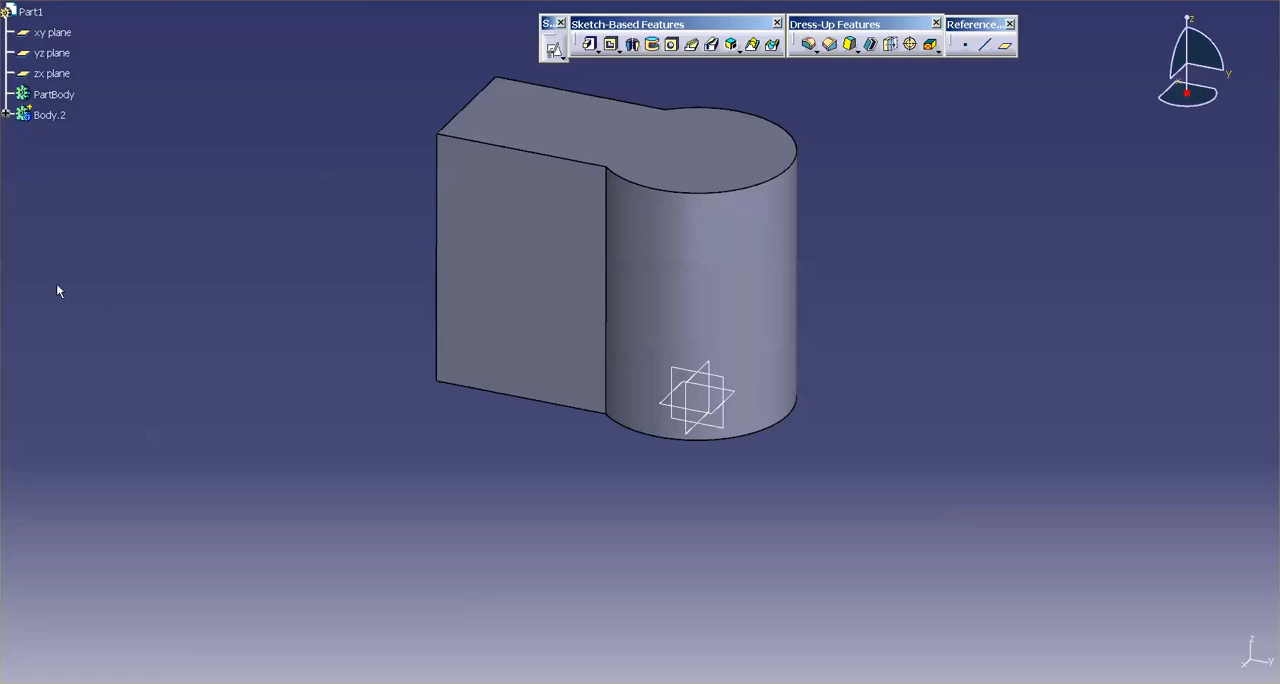 Part1
xy plane
yz plane
zx plane
PartBody
Body.2
S...
Sketch-Based Features
Dress-Up Features
Reference...
z
y
x
z
y
x